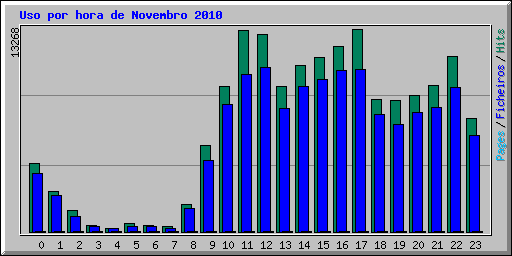 Uso por hora de Novembro 2010
13268
Pages / Ficheiros / Hits
0 1 2 3 4 5 6 7 8 9 10 11 12 13 14 15 16 17 18 19 20 21 22 23